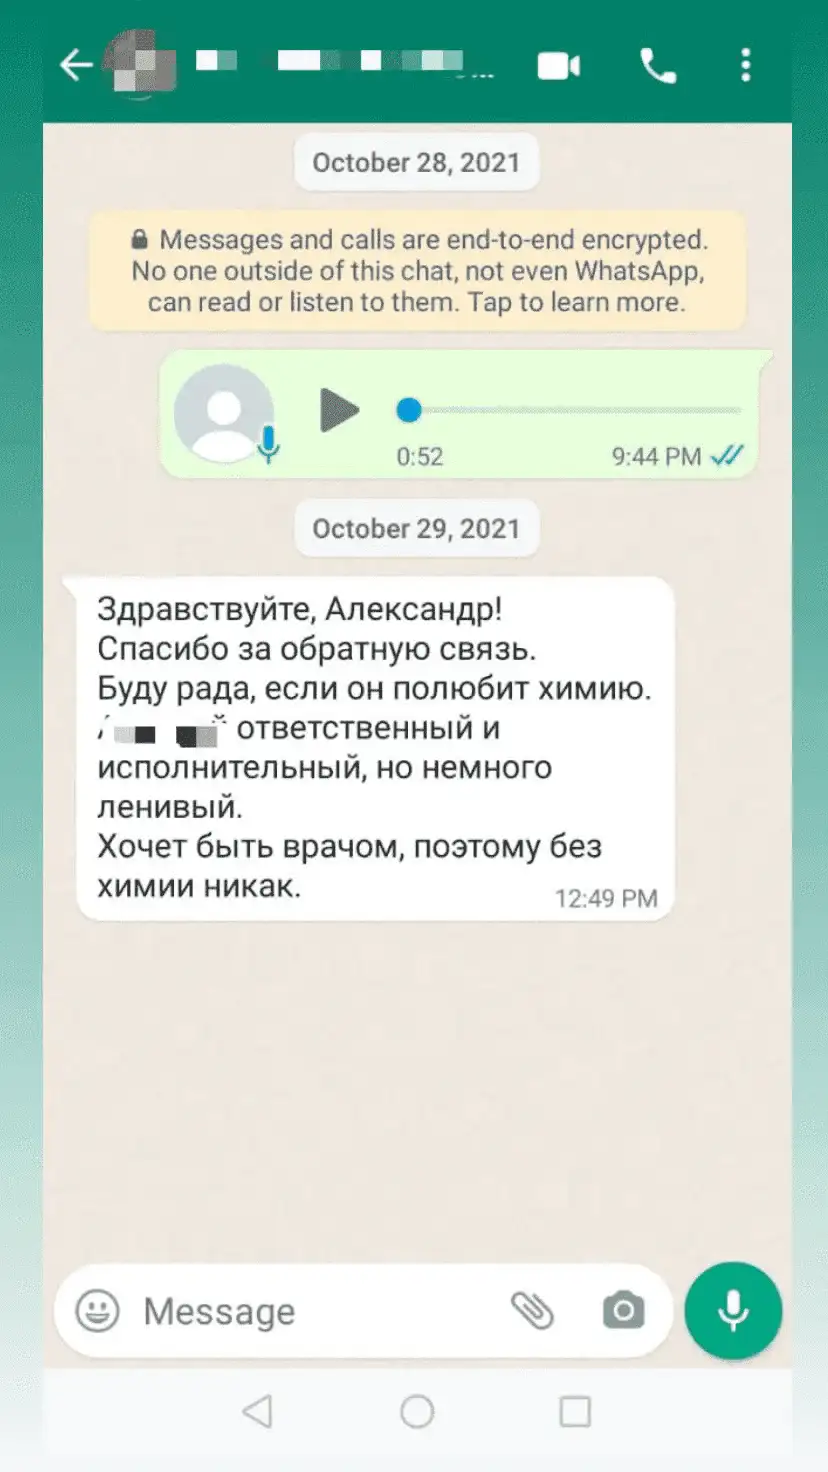 October 28, 2021
Messages and calls are end-to-end encrypted.
No one outside of this chat, not even WhatsApp,
can read or listen to them. Tap to learn more.
0:52 9:44 PM
October 29, 2021
Здравствуйте, Александр!
Спасибо за обратную связь.
Буду рада, если он полюбит химию.
ответственный и
исполнительный, но немного
ленивый.
Хочет быть врачом, поэтому без
химии никак.
12:49 PM
Message